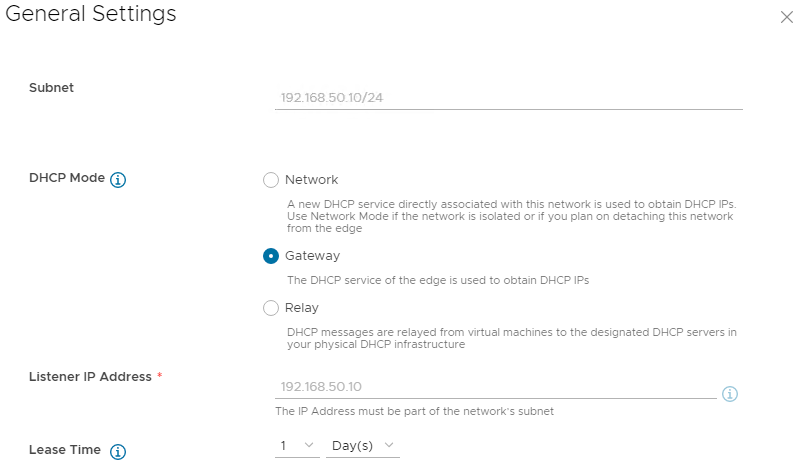 General Settings
Subnet
192.168.50.10/24
DHCP Mode
Network
A new DHCP service directly associated with this network is used to obtain DHCP IPs.
Use Network Mode if the network is isolated or if you plan on detaching this network
from the edge
Gateway
The DHCP service of the edge is used to obtain DHCP IPs
Relay
DHCP messages are relayed from virtual machines to the designated DHCP servers in
your physical DHCP infrastructure
Listener IP Address *
192.168.50.10
The IP Address must be part of the network's subnet
Lease Time
1 Day(s)